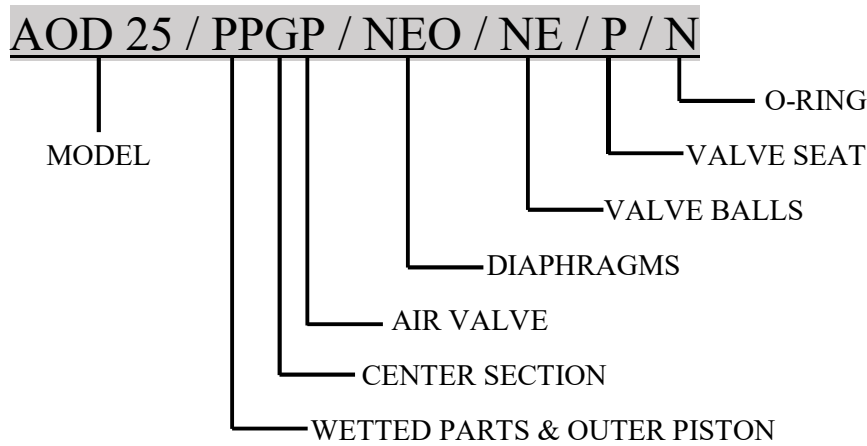 AOD 25 / PPGP / NEO / NE / P / N
O-RING
MODEL
VALVE SEAT
VALVE BALLS
DIAPHRAGMS
AIR VALVE
CENTER SECTION
WETTED PARTS & OUTER PISTON